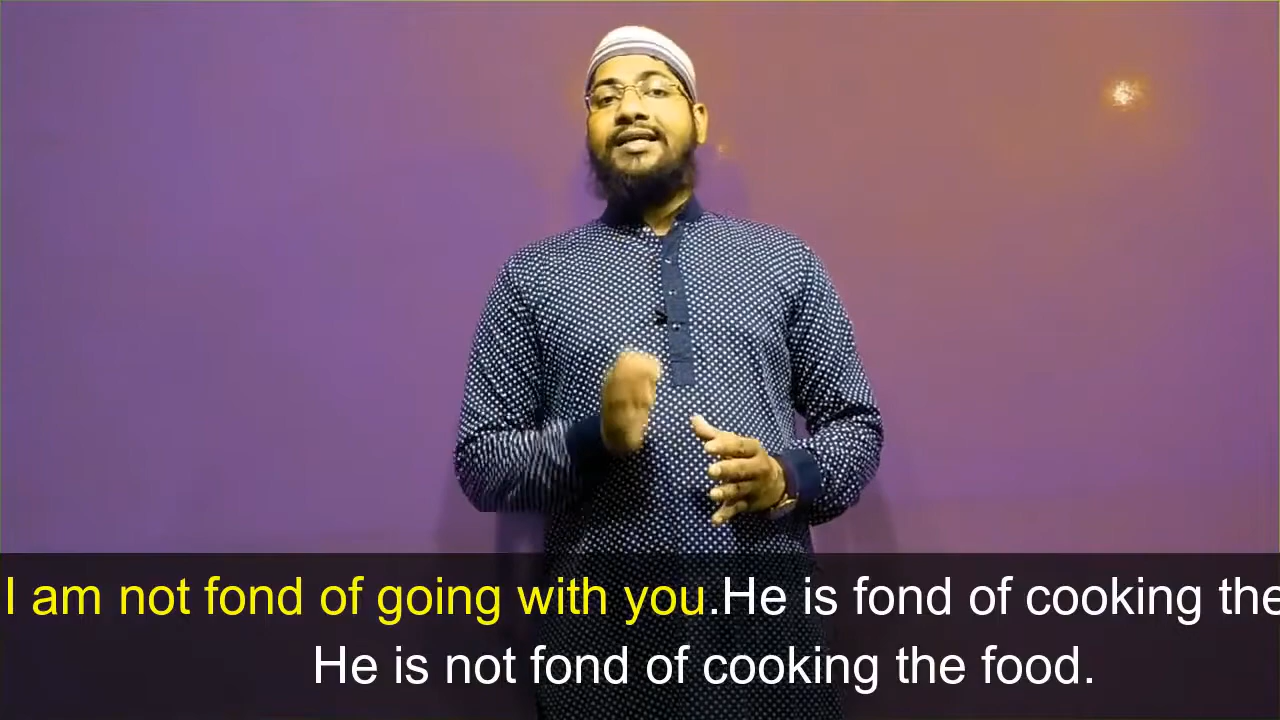 I am not fond of going with you.He is fond of cooking the
He is not fond of cooking the food.